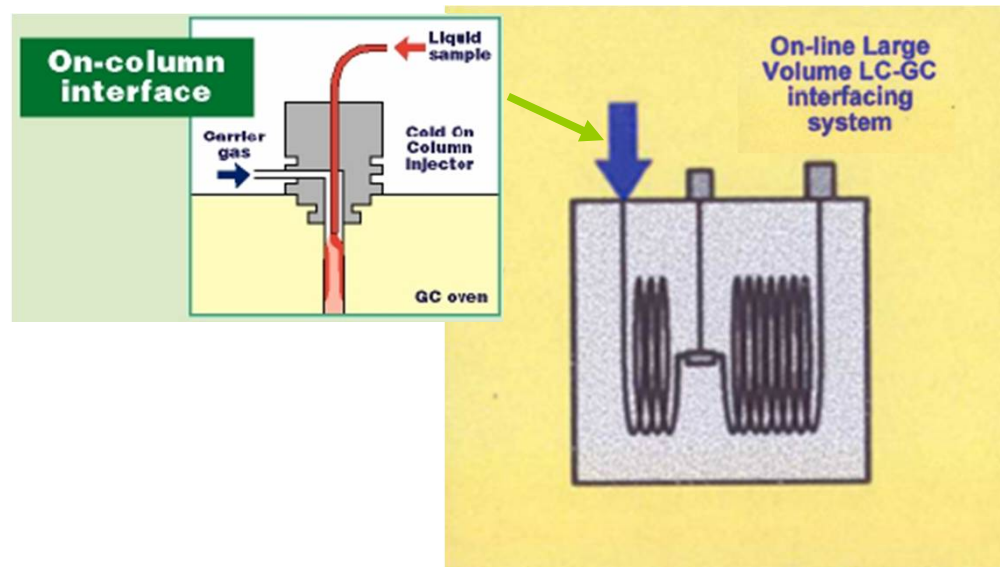 On-column
interface
Liquid
sample
Carrier
gas
Cold On
Column
Injector
GC oven
On-line Large
Volume LC-GC
interfacing
system